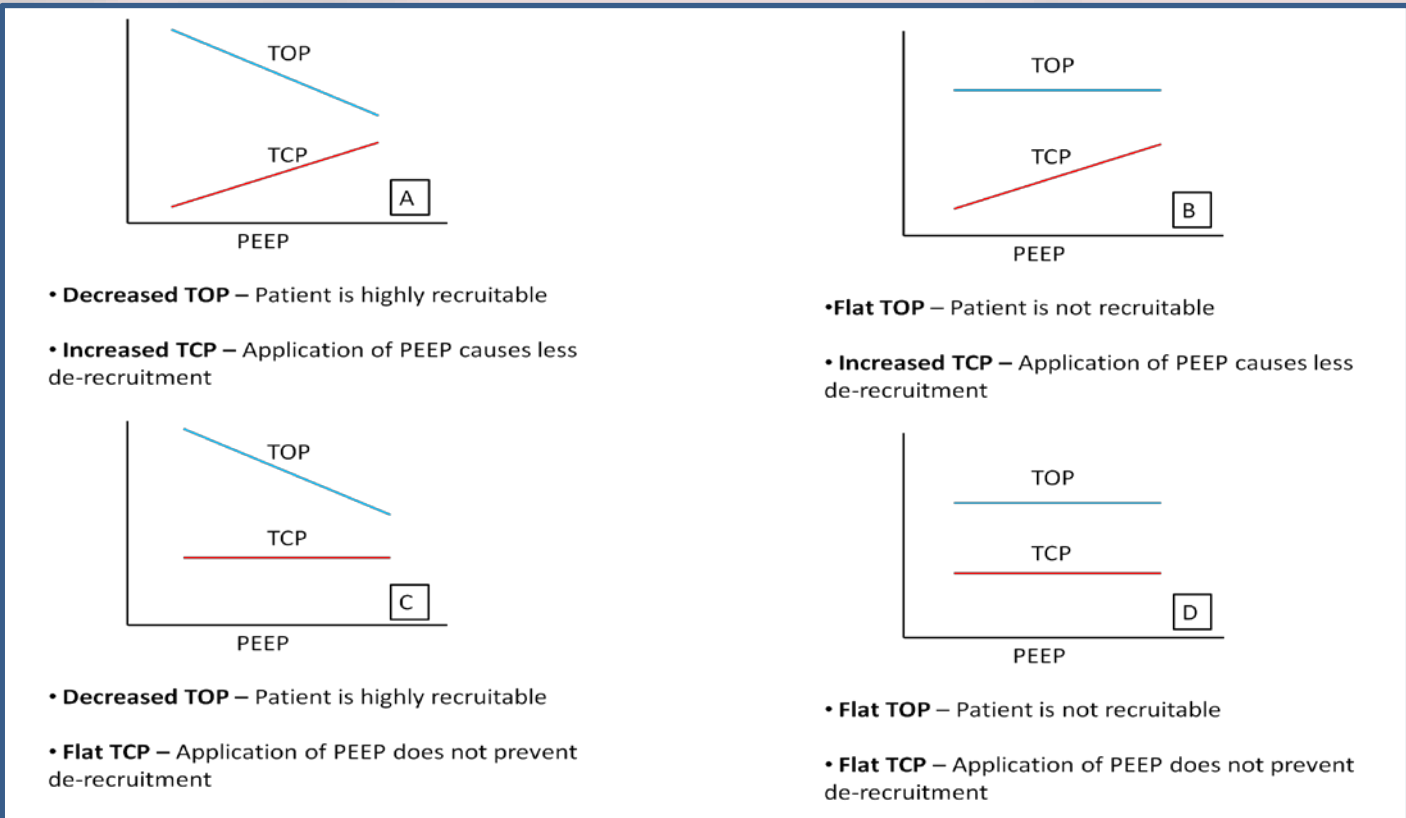 TOP
TCP
A
PEEP
• Decreased TOP – Patient is highly recruitable
• Increased TCP – Application of PEEP causes less
de-recruitment
TOP
TCP
B
PEEP
•Flat TOP – Patient is not recruitable
• Increased TCP – Application of PEEP causes less
de-recruitment
TOP
TCP
C
PEEP
• Decreased TOP – Patient is highly recruitable
• Flat TCP – Application of PEEP does not prevent
de-recruitment
TOP
TCP
D
PEEP
• Flat TOP – Patient is not recruitable
• Flat TCP – Application of PEEP does not prevent
de-recruitment